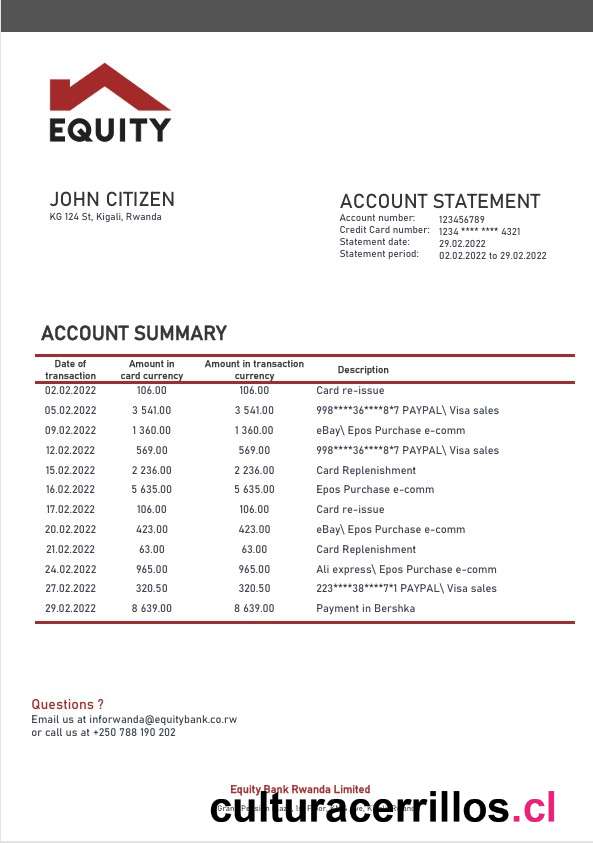 EQUITY
JOHN CITIZEN
KG 124 St, Kigali, Rwanda
ACCOUNT STATEMENT
Account number: 123456789
Credit Card number: 1234 **** **** 4321
Statement date: 29.02.2022
Statement period: 02.02.2022 to 29.02.2022
ACCOUNT SUMMARY
Date of transaction Amount in card currency Amount in transaction currency Description
02.02.2022 106.00 106.00 Card re-issue
05.02.2022 3 541.00 3 541.00 998****36****8*7 PAYPAL\ Visa sales
09.02.2022 1 360.00 1 360.00 eBay\ Epos Purchase e-comm
12.02.2022 569.00 569.00 998****36****8*7 PAYPAL\ Visa sales
15.02.2022 2 236.00 2 236.00 Card Replenishment
16.02.2022 5 635.00 5 635.00 Epos Purchase e-comm
17.02.2022 106.00 106.00 Card re-issue
20.02.2022 423.00 423.00 eBay\ Epos Purchase e-comm
21.02.2022 63.00 63.00 Card Replenishment
24.02.2022 965.00 965.00 Ali express\ Epos Purchase e-comm
27.02.2022 320.50 320.50 223****38****7*1 PAYPAL\ Visa sales
29.02.2022 8 639.00 8 639.00 Payment in Bershka
Questions ?
Email us at inforwanda@equitybank.co.rw
or call us at +250 788 190 202
Equity Bank Rwanda Limited
culturacerrillos.cl